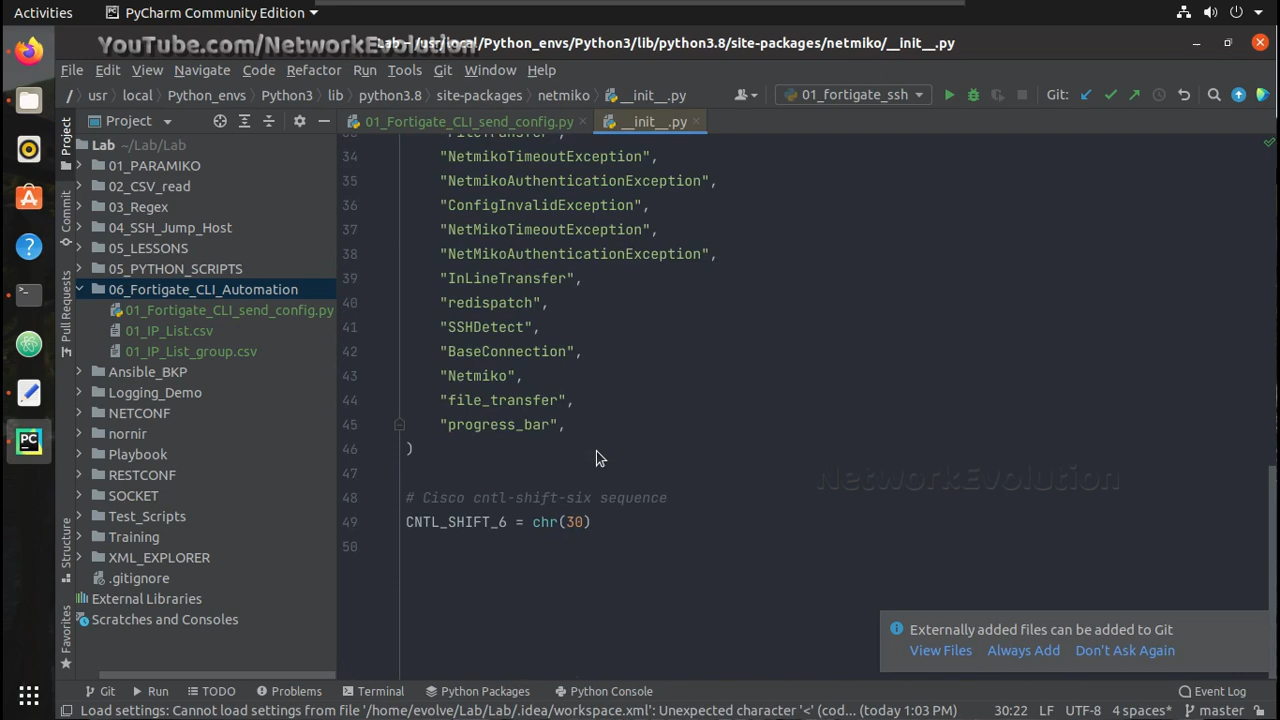 Activities
PyCharm Community Edition
YouTube.com/NetworkEvolution
Lab – /usr/local/Python_envs/Python3/lib/python3.8/site-packages/netmiko/__init__.py
File Edit View Navigate Code Refactor Run Tools Git Window Help
/ usr local Python_envs Python3 lib python3.8 site-packages netmiko __init__.py 01_fortigate_ssh Git:
Project 01_Fortigate_CLI_send_config.py __init__.py
Project
Commit
Pull Requests
Structure
Favorites
Lab ~/Lab/Lab
01_PARAMIKO
02_CSV_read
03_Regex
04_SSH_Jump_Host
05_LESSONS
05_PYTHON_SCRIPTS
06_Fortigate_CLI_Automation
01_Fortigate_CLI_send_config.py
01_IP_List.csv
01_IP_List_group.csv
Ansible_BKP
Logging_Demo
NETCONF
nornir
Playbook
RESTCONF
SOCKET
Test_Scripts
Training
XML_EXPLORER
.gitignore
External Libraries
Scratches and Consoles
33 "FileTransfer",
34 "NetmikoTimeoutException",
35 "NetmikoAuthenticationException",
36 "ConfigInvalidException",
37 "NetMikoTimeoutException",
38 "NetMikoAuthenticationException",
39 "InLineTransfer",
40 "redispatch",
41 "SSHDetect",
42 "BaseConnection",
43 "Netmiko",
44 "file_transfer",
45 "progress_bar",
46 )
47
48 # Cisco cntl-shift-six sequence
49 CNTL_SHIFT_6 = chr(30)
50
NetworkEvolution
Externally added files can be added to Git
View Files Always Add Don't Ask Again
Git Run TODO Problems Terminal Python Packages Python Console Event Log
Load settings: Cannot load settings from file '/home/evolve/Lab/Lab/.idea/workspace.xml': Unexpected character '<' (cod... (today 1:03 PM) 30:22 LF UTF-8 4 spaces* master